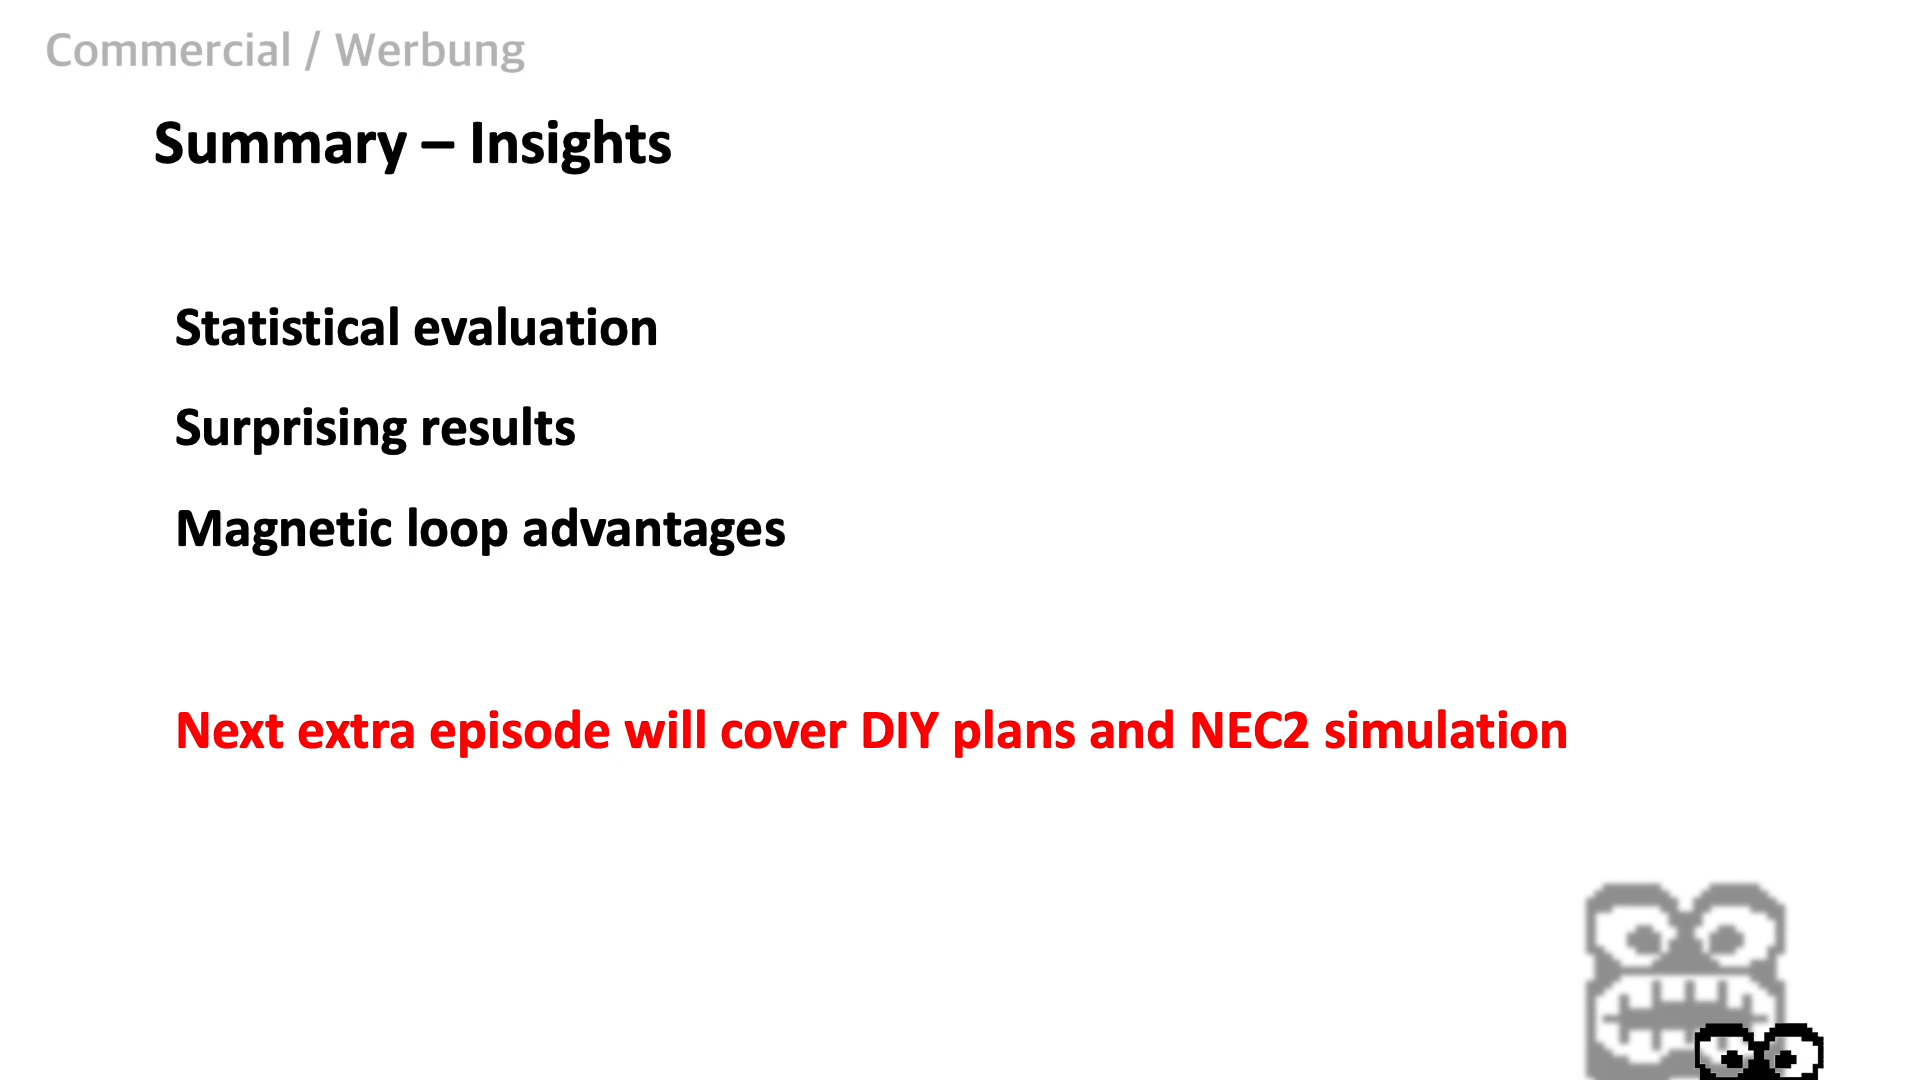 Commercial / Werbung
Summary – Insights
Statistical evaluation
Surprising results
Magnetic loop advantages
Next extra episode will cover DIY plans and NEC2 simulation